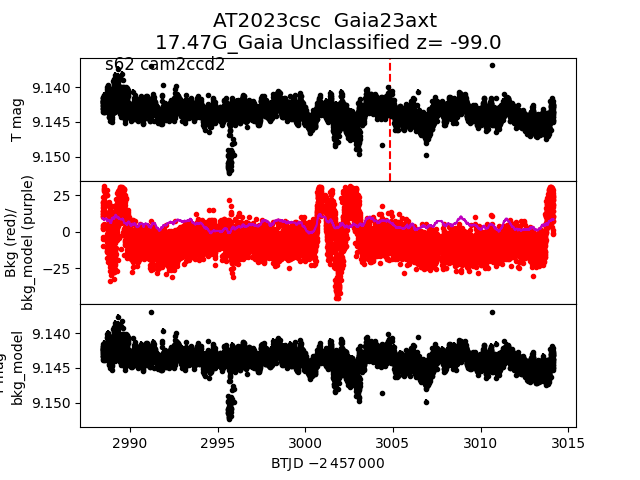 AT2023csc Gaia23axt
17.47G_Gaia Unclassified z= -99.0
s62 cam2ccd2
T mag
9.140
9.145
9.150
Bkg (red)/
bkg_model (purple)
25
0
−25
mag
bkg_model
9.140
9.145
9.150
2990
2995
3000
3005
3010
3015
BTJD −2 457 000